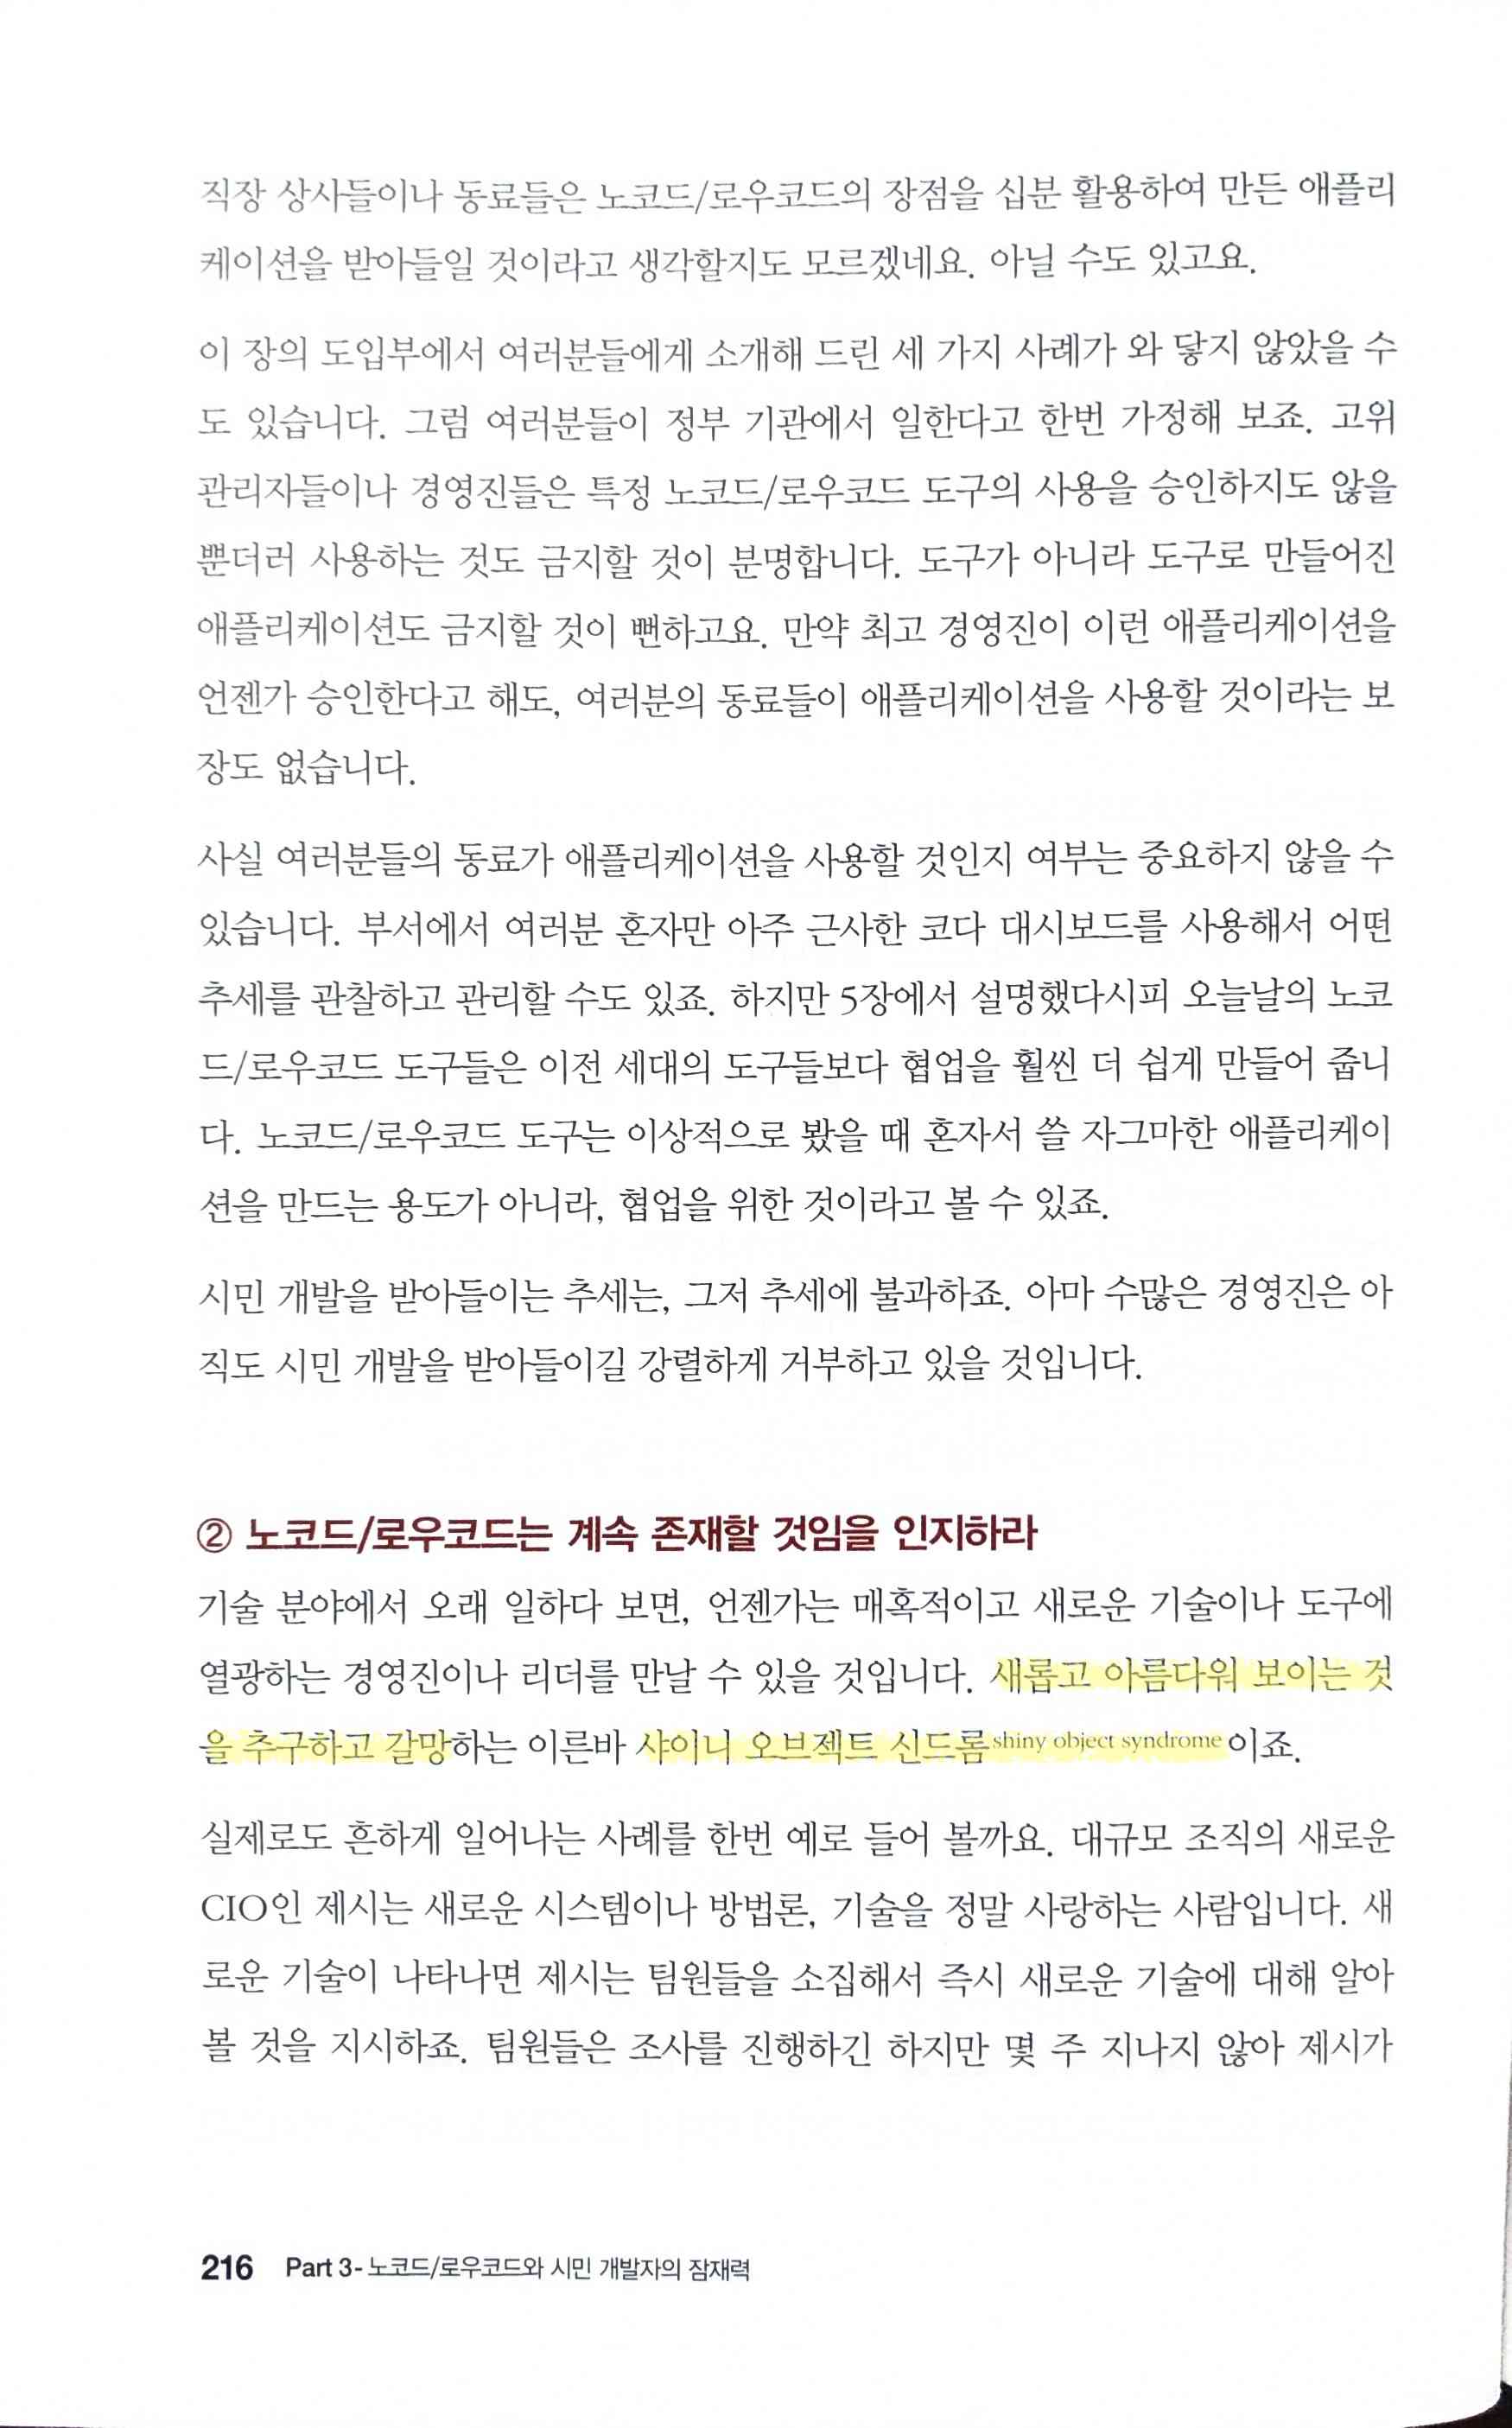 직장 상사들이나 동료들은 노코드/로우코드의 장점을 십분 활용하여 만든 애플리
케이션을 받아들일 것이라고 생각할지도 모르겠네요. 아닐 수도 있고요.
이 장의 도입부에서 여러분들에게 소개해 드린 세 가지 사례가 와 닿지 않았을 수
도 있습니다. 그럼 여러분들이 정부 기관에서 일한다고 한번 가정해 보죠. 고위
관리자들이나 경영진들은 특정 노코드/로우코드 도구의 사용을 승인하지도 않을
뿐더러 사용하는 것도 금지할 것이 분명합니다. 도구가 아니라 도구로 만들어진
애플리케이션도 금지할 것이 뻔하고요. 만약 최고 경영진이 이런 애플리케이션을
언젠가 승인한다고 해도, 여러분의 동료들이 애플리케이션을 사용할 것이라는 보
장도 없습니다.
사실 여러분들의 동료가 애플리케이션을 사용할 것인지 여부는 중요하지 않을 수
있습니다. 부서에서 여러분 혼자만 아주 근사한 코다 대시보드를 사용해서 어떤
추세를 관찰하고 관리할 수도 있죠. 하지만 5장에서 설명했다시피 오늘날의 노코
드/로우코드 도구들은 이전 세대의 도구들보다 협업을 훨씬 더 쉽게 만들어 줍니
다. 노코드/로우코드 도구는 이상적으로 봤을 때 혼자서 쓸 자그마한 애플리케이
션을 만드는 용도가 아니라, 협업을 위한 것이라고 볼 수 있죠.
시민 개발을 받아들이는 추세는, 그저 추세에 불과하죠. 아마 수많은 경영진은 아
직도 시민 개발을 받아들이길 강렬하게 거부하고 있을 것입니다.
② 노코드/로우코드는 계속 존재할 것임을 인지하라
기술 분야에서 오래 일하다 보면, 언젠가는 매혹적이고 새로운 기술이나 도구에
열광하는 경영진이나 리더를 만날 수 있을 것입니다. 새롭고 아름다워 보이는 것
을 추구하고 갈망하는 이른바 샤이니 오브젝트 신드롬shiny object syndrome이죠.
실제로도 흔하게 일어나는 사례를 한번 예로 들어 볼까요. 대규모 조직의 새로운
CIO인 제시는 새로운 시스템이나 방법론, 기술을 정말 사랑하는 사람입니다. 새
로운 기술이 나타나면 제시는 팀원들을 소집해서 즉시 새로운 기술에 대해 알아
볼 것을 지시하죠. 팀원들은 조사를 진행하긴 하지만 몇 주 지나지 않아 제시가
216 Part 3- 노코드/로우코드와 시민 개발자의 잠재력